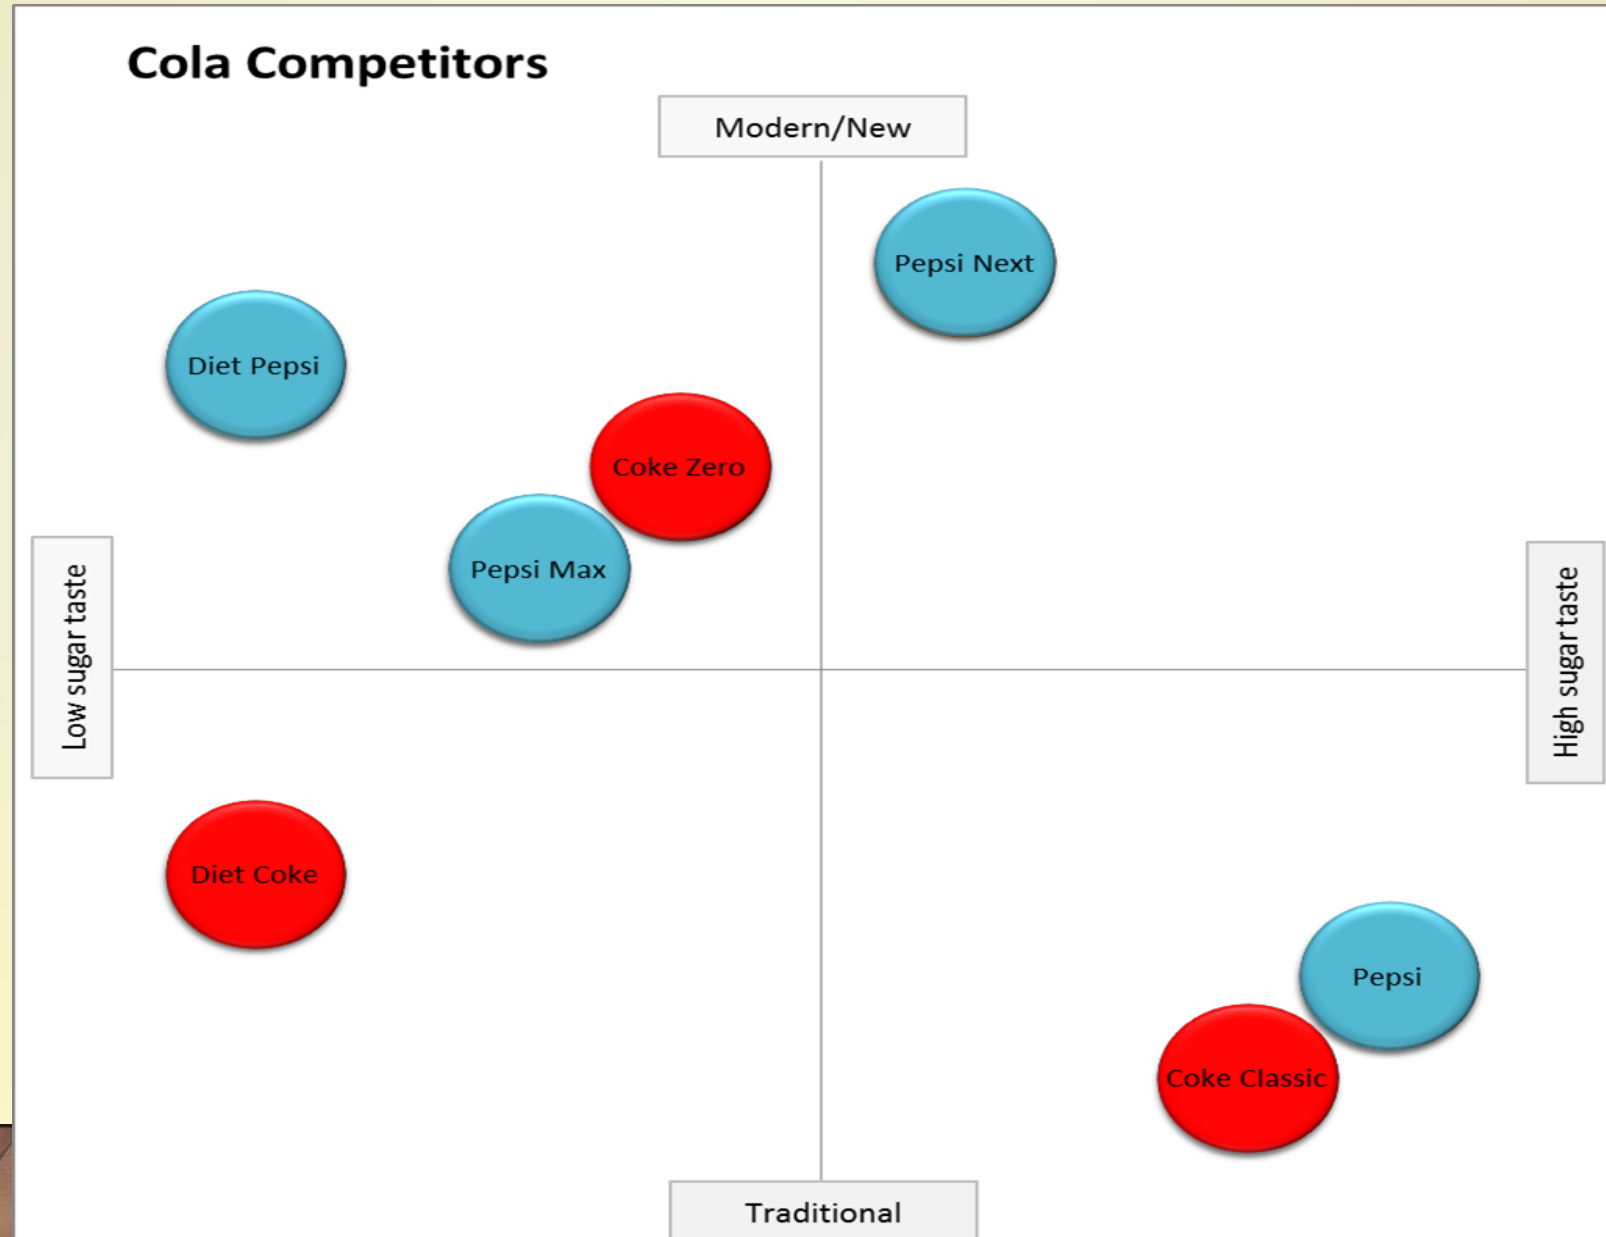 Cola Competitors
Modern/New
Pepsi Next
Diet Pepsi
Coke Zero
Pepsi Max
Low sugar taste
High sugar taste
Diet Coke
Pepsi
Coke Classic
Traditional